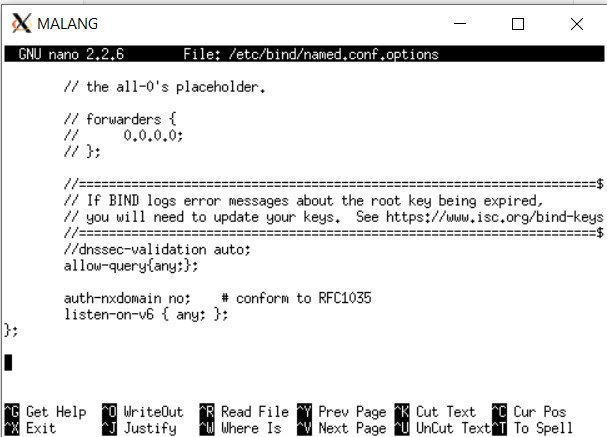 MALANG
GNU nano 2.2.6 File: /etc/bind/named.conf.options
// the all-0's placeholder.
// forwarders {
// 0.0.0.0;
// };
//=====================================================================$
// If BIND logs error messages about the root key being expired,
// you will need to update your keys. See https://www.isc.org/bind-keys
//=====================================================================$
//dnssec-validation auto;
allow-query{any;};
auth-nxdomain no; # conform to RFC1035
listen-on-v6 { any; };
};
^G Get Help ^O WriteOut ^R Read File ^Y Prev Page ^K Cut Text ^C Cur Pos
^X Exit ^J Justify ^W Where Is ^V Next Page ^U UnCut Text ^T To Spell